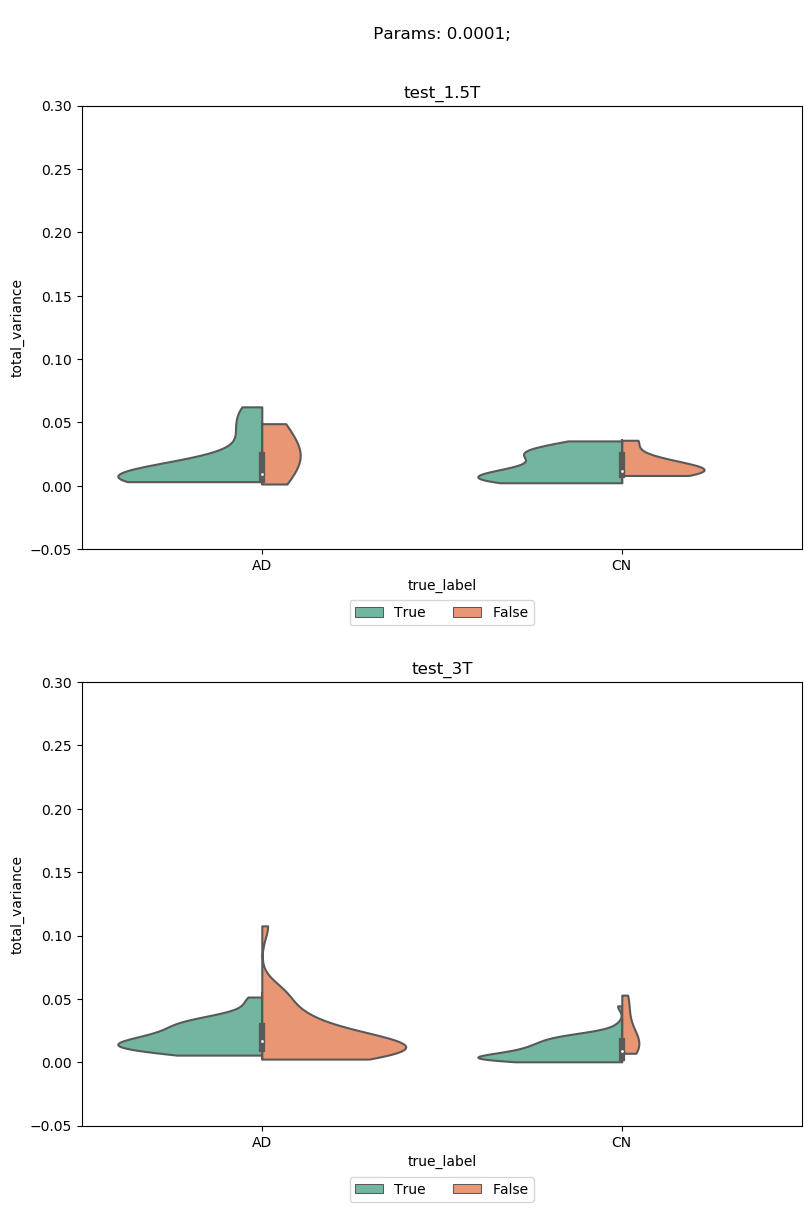 Params: 0.0001;
test_1.5T
0.30
0.25
0.20
0.15
0.10
0.05
0.00
−0.05
total_variance
AD CN
true_label
True False
test_3T
0.30
0.25
0.20
0.15
0.10
0.05
0.00
−0.05
total_variance
AD CN
true_label
True False